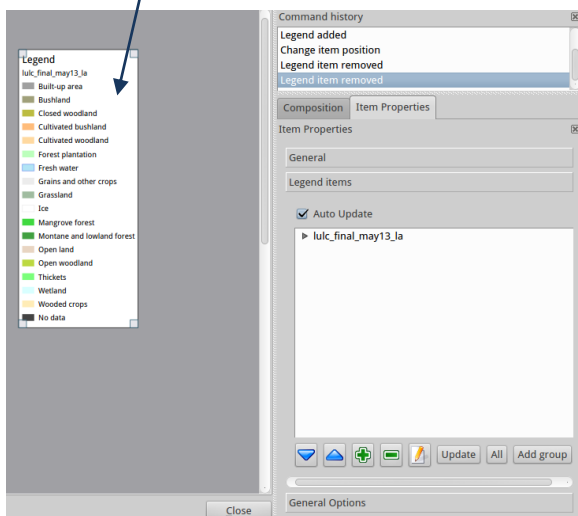 Legend
lulc_final_may13_la
Built-up area
Bushland
Closed woodland
Cultivated bushland
Cultivated woodland
Forest plantation
Fresh water
Grains and other crops
Grassland
Ice
Mangrove forest
Montane and lowland forest
Open land
Open woodland
Thickets
Wetland
Wooded crops
No data
Close
Command history
Legend added
Change item position
Legend item removed
Legend item removed
Composition Item Properties
Item Properties
General
Legend items
Auto Update
lulc_final_may13_la
Update All Add group
General Options